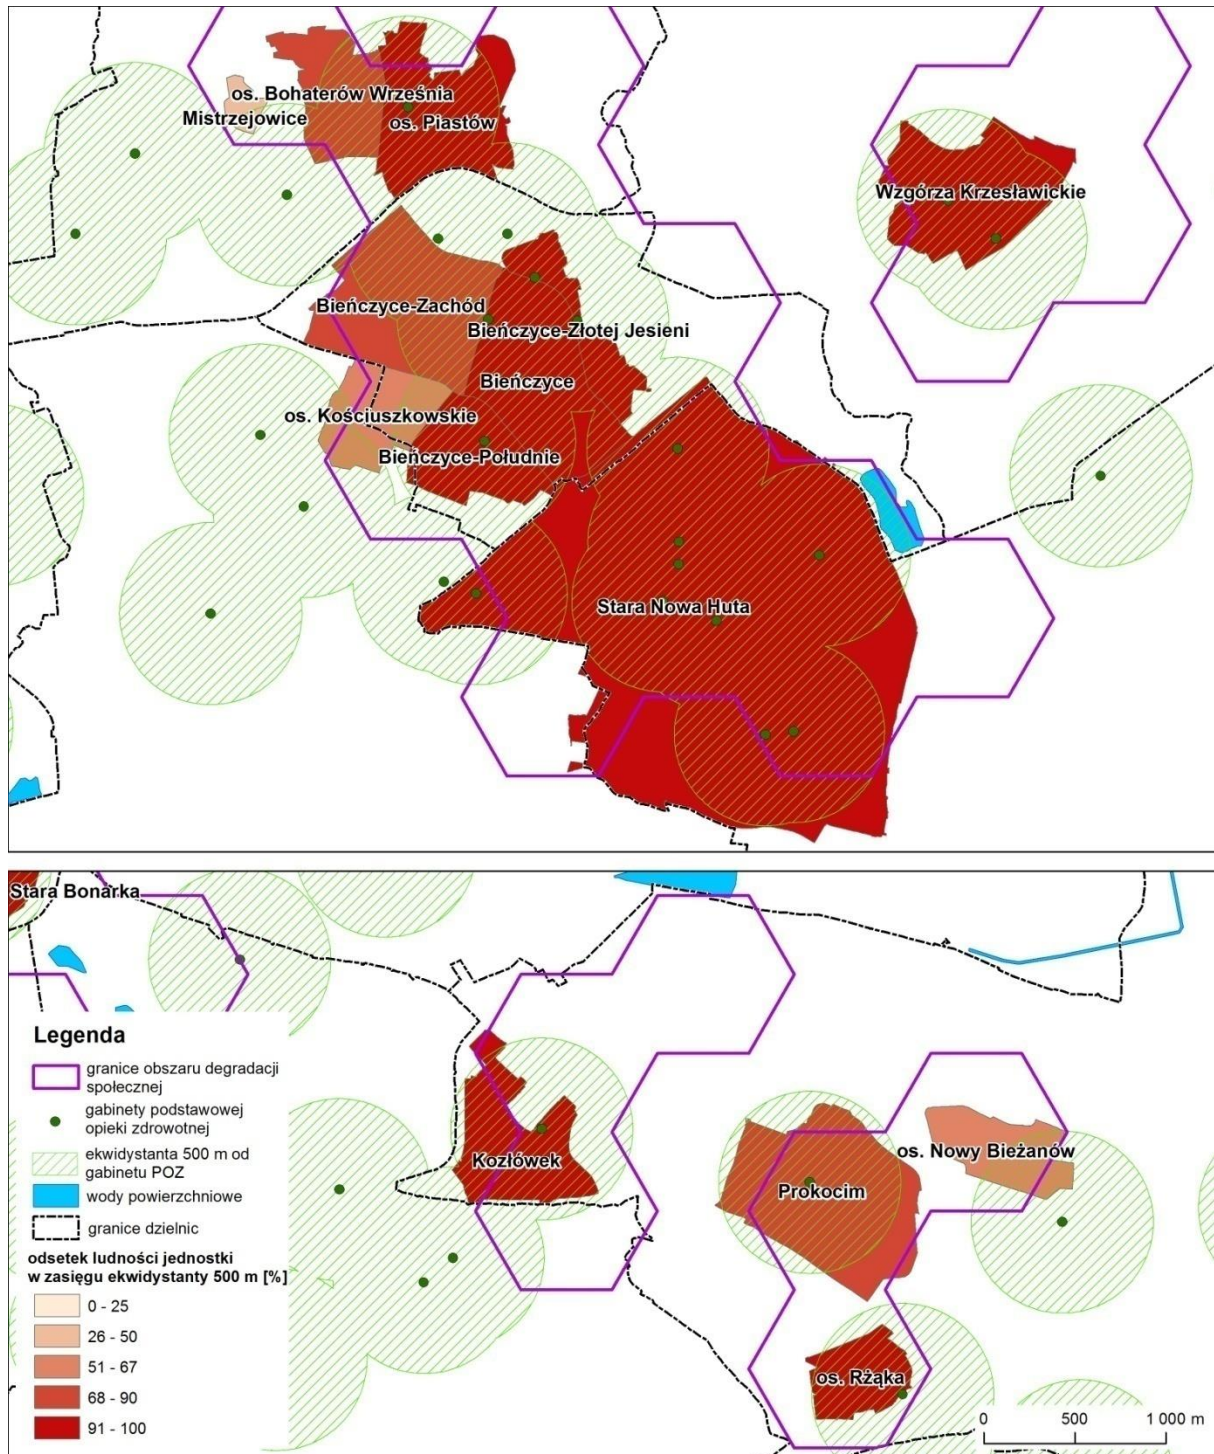 os. Bohaterów Września
Mistrzejowice
os. Piastów
Wzgórza Krzesławickie
Bieńczyce-Zachód
Bieńczyce-Złotej Jesieni
Bieńczyce
os. Kościuszkowskie
Bieńczyce-Południe
Stara Nowa Huta
Stara Bonarka
Kozłówek
os. Nowy Bieżanów
Prokocim
os. Rżąka
Legenda
granice obszaru degradacji
społecznej
gabinety podstawowej
opieki zdrowotnej
ekwidystanta 500 m od
gabinetu POZ
wody powierzchniowe
granice dzielnic
odsetek ludności jednostki
w zasięgu ekwidystanty 500 m [%]
0 - 25
26 - 50
51 - 67
68 - 90
91 - 100
0 500 1 000 m